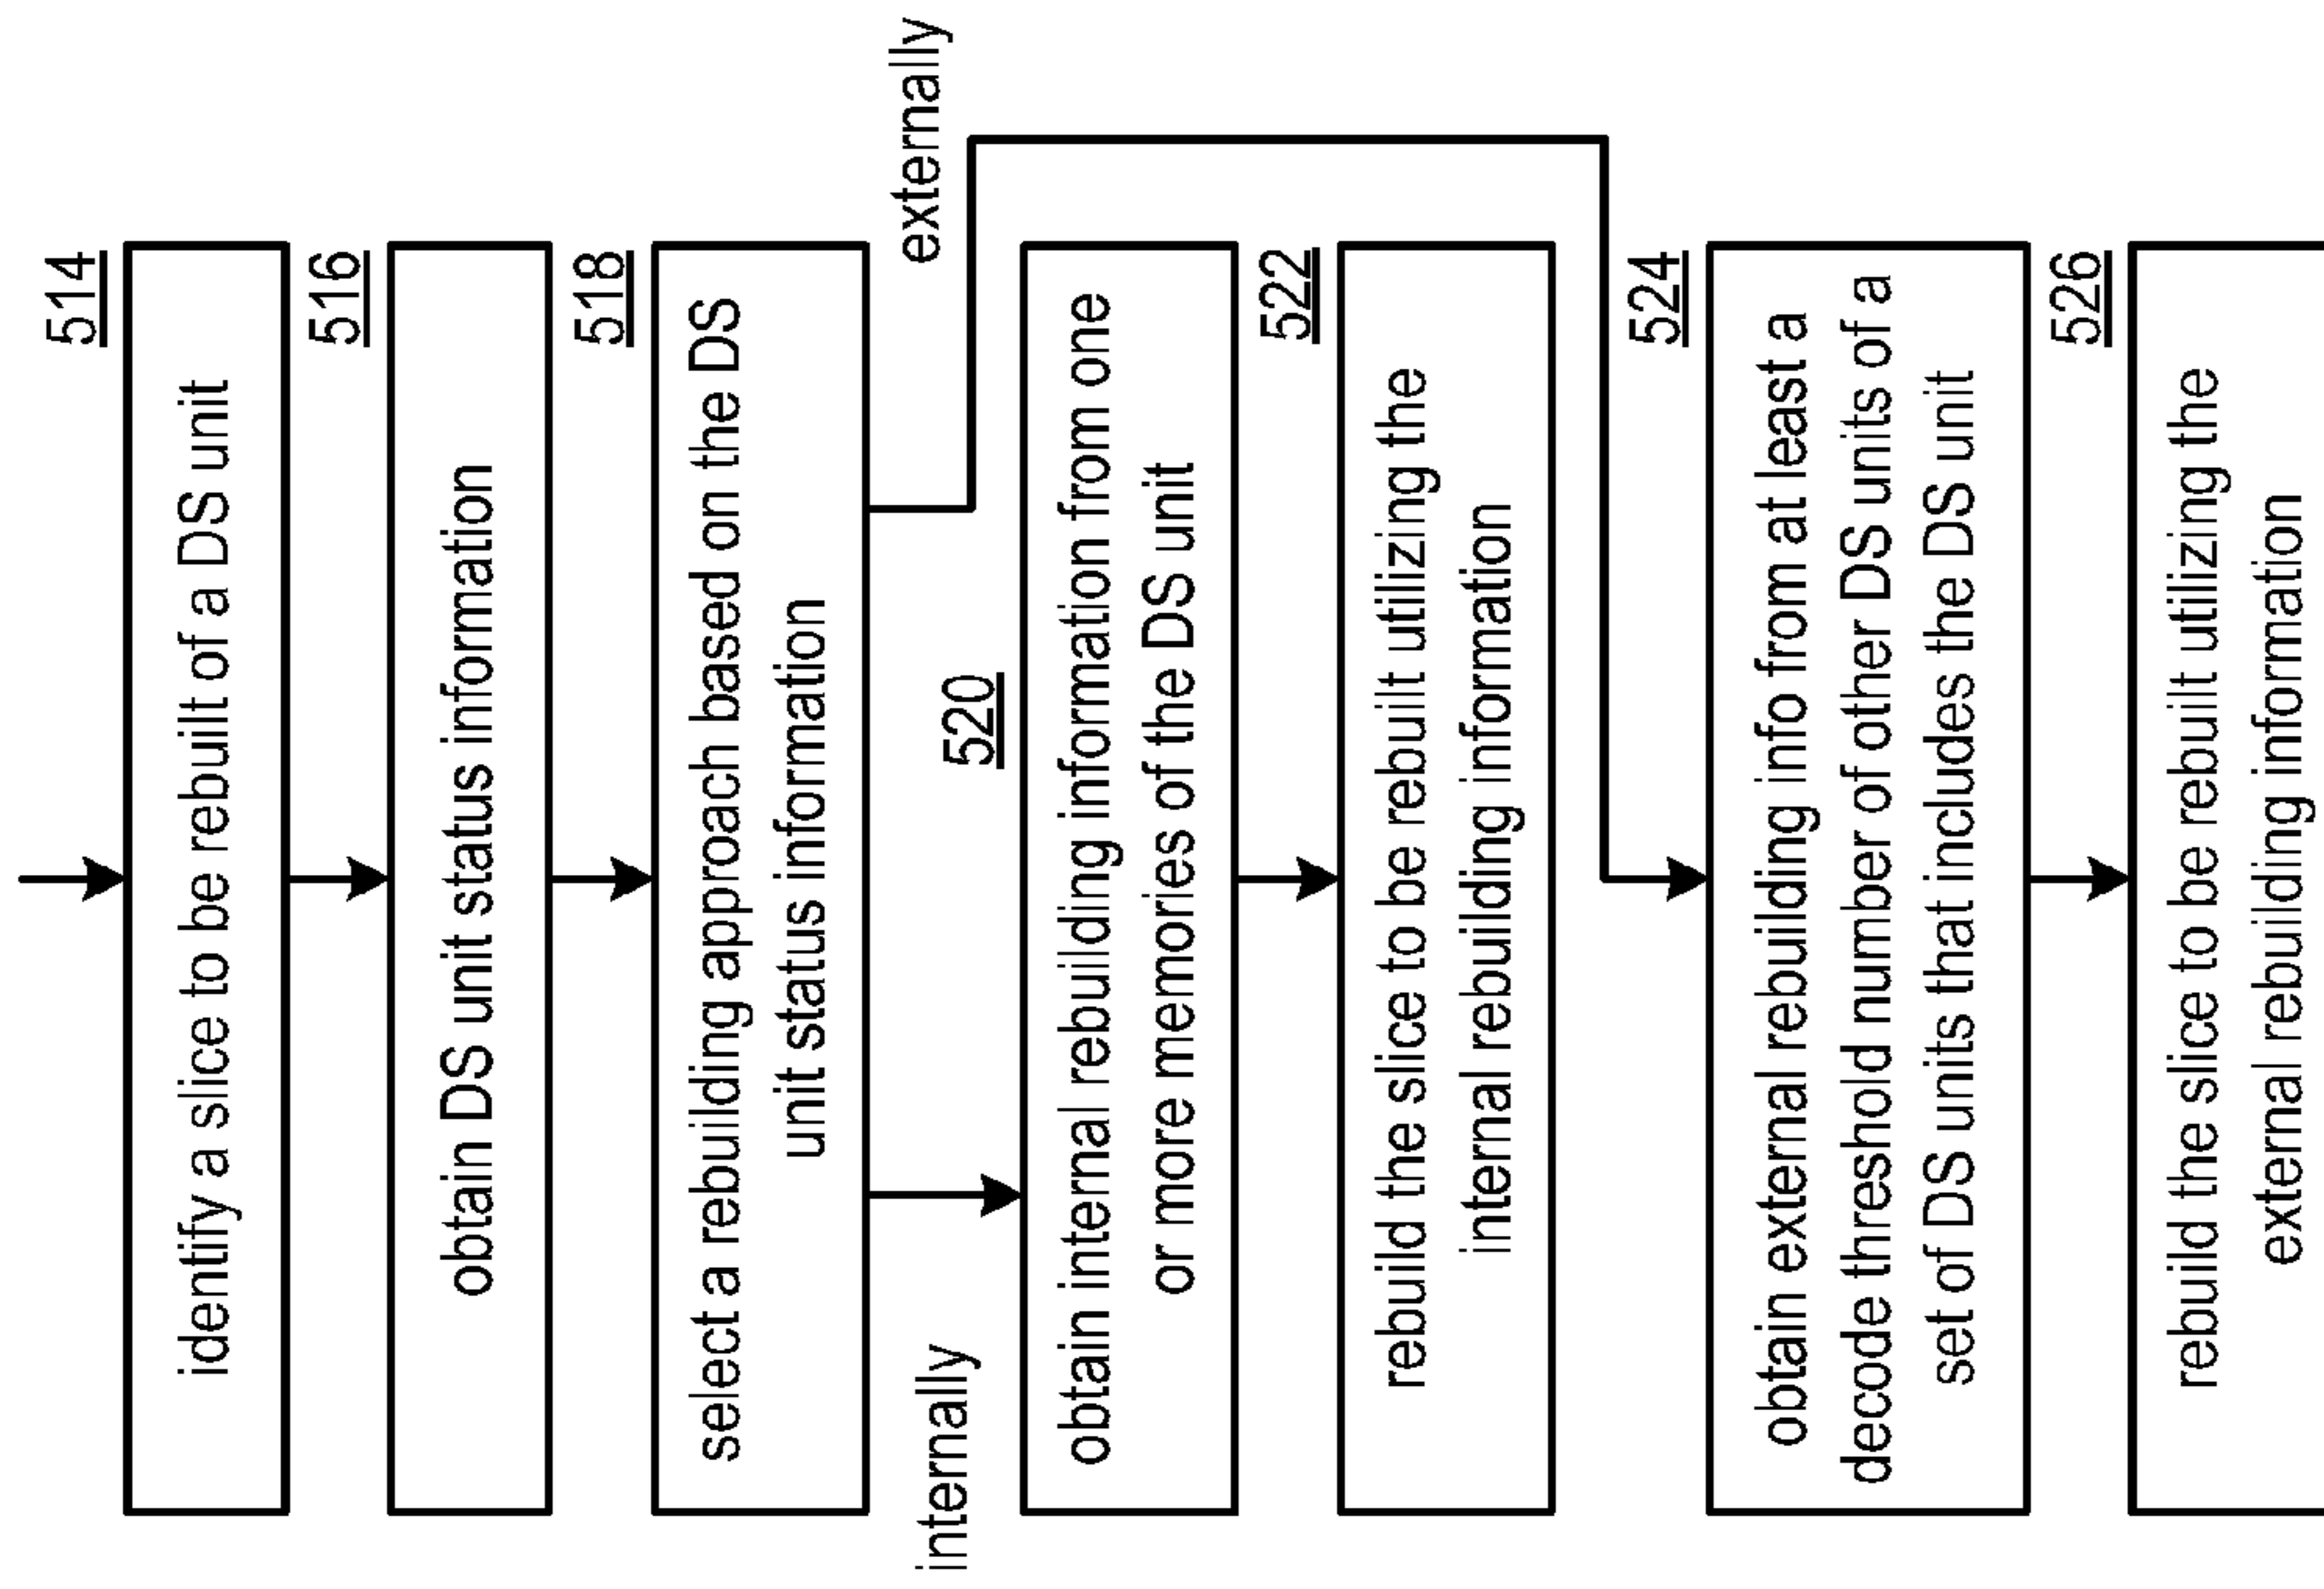 514
identify a slice to be rebuilt of a DS unit
516
obtain DS unit status information
518
select a rebuilding approach based on the DS
unit status information
internally
externally
520
obtain internal rebuilding information from one
or more memories of the DS unit
522
rebuild the slice to be rebuilt utilizing the
internal rebuilding information
524
obtain external rebuilding info from at least a
decode threshold number of other DS units of a
set of DS units that includes the DS unit
526
rebuild the slice to be rebuilt utilizing the
external rebuilding information